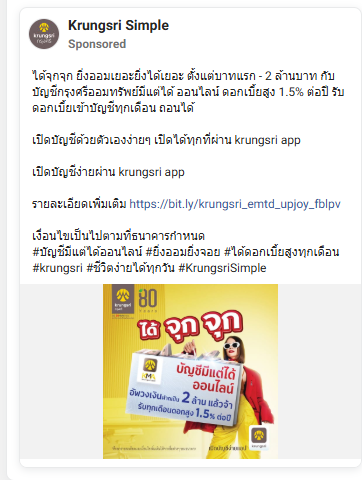 Krungsri Simple
Sponsored
krungsri
กรุงศรี
ได้จุกจุก ยิ่งออมเยอะยิ่งได้เยอะ ตั้งแต่บาทแรก - 2 ล้านบาท กับ
บัญชีกรุงศรีออมทรัพย์มีแต่ได้ ออนไลน์ ดอกเบี้ยสูง 1.5% ต่อปี รับ
ดอกเบี้ยเข้าบัญชีทุกเดือน ถอนได้
เปิดบัญชีด้วยตัวเองง่ายๆ เปิดได้ทุกที่ผ่าน krungsri app
เปิดบัญชีง่ายผ่าน krungsri app
รายละเอียดเพิ่มเติม https://bit.ly/krungsri_emtd_upjoy_fblpv
เงื่อนไขเป็นไปตามที่ธนาคารกำหนด
#บัญชีมีแต่ได้ออนไลน์ #ยิ่งออมยิ่งจอย #ได้ดอกเบี้ยสูงทุกเดือน
#krungsri #ชีวิตง่ายได้ทุกวัน #KrungsriSimple
krungsri
80
YEARS
ได้ จุก จุก
บัญชีมีแต่ได้
ออนไลน์
อัพวงเงินฝากเป็น 2 ล้าน แล้วจ้า
รับทุกเดือนดอกสูง 1.5% ต่อปี
krungsri